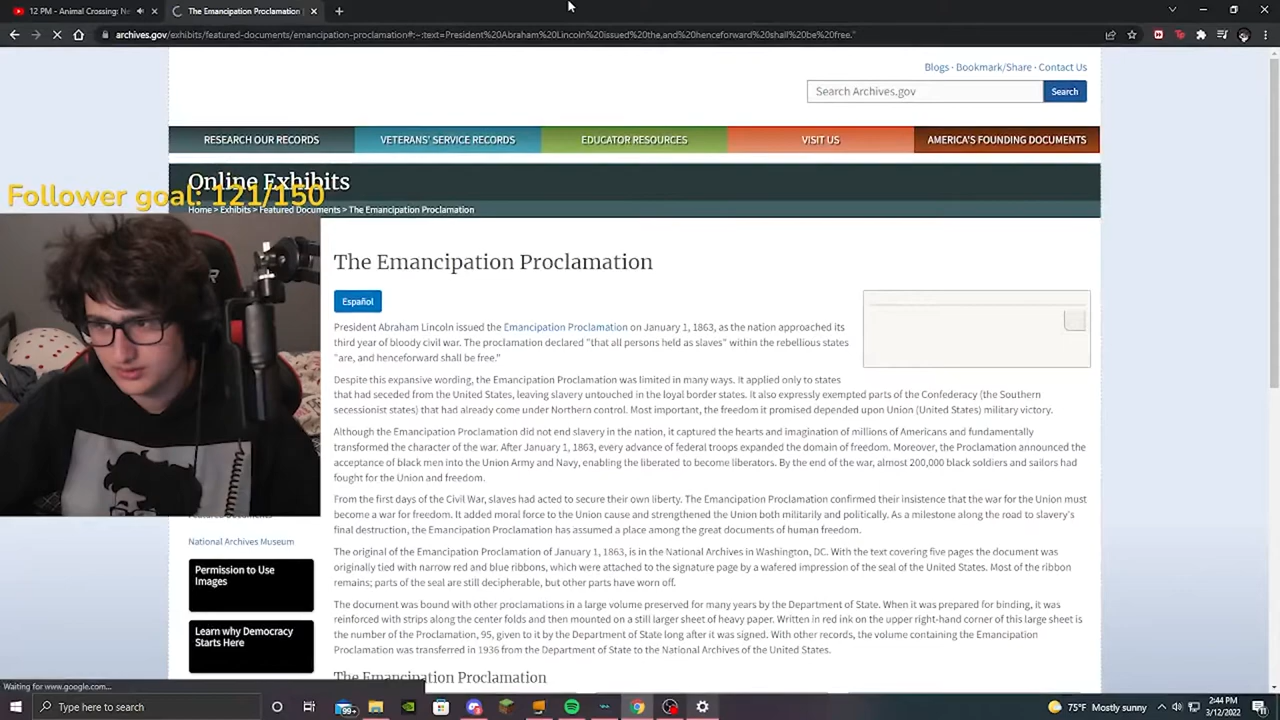 12 PM - Animal Crossing: Ne
The Emancipation Proclamation |
archives.gov/exhibits/featured-documents/emancipation-proclamation#:~:text=President%20Abraham%20Lincoln%20issued%20the,and%20henceforward%20shall%20be%20free."
Blogs · Bookmark/Share · Contact Us
Search Archives.gov
Search
RESEARCH OUR RECORDS
VETERANS' SERVICE RECORDS
EDUCATOR RESOURCES
VISIT US
AMERICA'S FOUNDING DOCUMENTS
Online Exhibits
Follower goal: 121/150
Home > Exhibits > Featured Documents > The Emancipation Proclamation
The Emancipation Proclamation
Español
President Abraham Lincoln issued the Emancipation Proclamation on January 1, 1863, as the nation approached its
third year of bloody civil war. The proclamation declared "that all persons held as slaves" within the rebellious states
"are, and henceforward shall be free."
Despite this expansive wording, the Emancipation Proclamation was limited in many ways. It applied only to states
that had seceded from the United States, leaving slavery untouched in the loyal border states. It also expressly exempted parts of the Confederacy (the Southern
secessionist states) that had already come under Northern control. Most important, the freedom it promised depended upon Union (United States) military victory.
Although the Emancipation Proclamation did not end slavery in the nation, it captured the hearts and imagination of millions of Americans and fundamentally
transformed the character of the war. After January 1, 1863, every advance of federal troops expanded the domain of freedom. Moreover, the Proclamation announced the
acceptance of black men into the Union Army and Navy, enabling the liberated to become liberators. By the end of the war, almost 200,000 black soldiers and sailors had
fought for the Union and freedom.
From the first days of the Civil War, slaves had acted to secure their own liberty. The Emancipation Proclamation confirmed their insistence that the war for the Union must
become a war for freedom. It added moral force to the Union cause and strengthened the Union both militarily and politically. As a milestone along the road to slavery's
final destruction, the Emancipation Proclamation has assumed a place among the great documents of human freedom.
The original of the Emancipation Proclamation of January 1, 1863, is in the National Archives in Washington, DC. With the text covering five pages the document was
originally tied with narrow red and blue ribbons, which were attached to the signature page by a wafered impression of the seal of the United States. Most of the ribbon
remains; parts of the seal are still decipherable, but other parts have worn off.
The document was bound with other proclamations in a large volume preserved for many years by the Department of State. When it was prepared for binding, it was
reinforced with strips along the center folds and then mounted on a still larger sheet of heavy paper. Written in red ink on the upper right-hand corner of this large sheet is
the number of the Proclamation, 95, given to it by the Department of State long after it was signed. With other records, the volume containing the Emancipation
Proclamation was transferred in 1936 from the Department of State to the National Archives of the United States.
The Emancipation Proclamation
National Archives Museum
Permission to Use
Images
Learn why Democracy
Starts Here
Waiting for www.google.com...
Type here to search
99+
75°F Mostly sunny
2:44 PM
3/12/2022